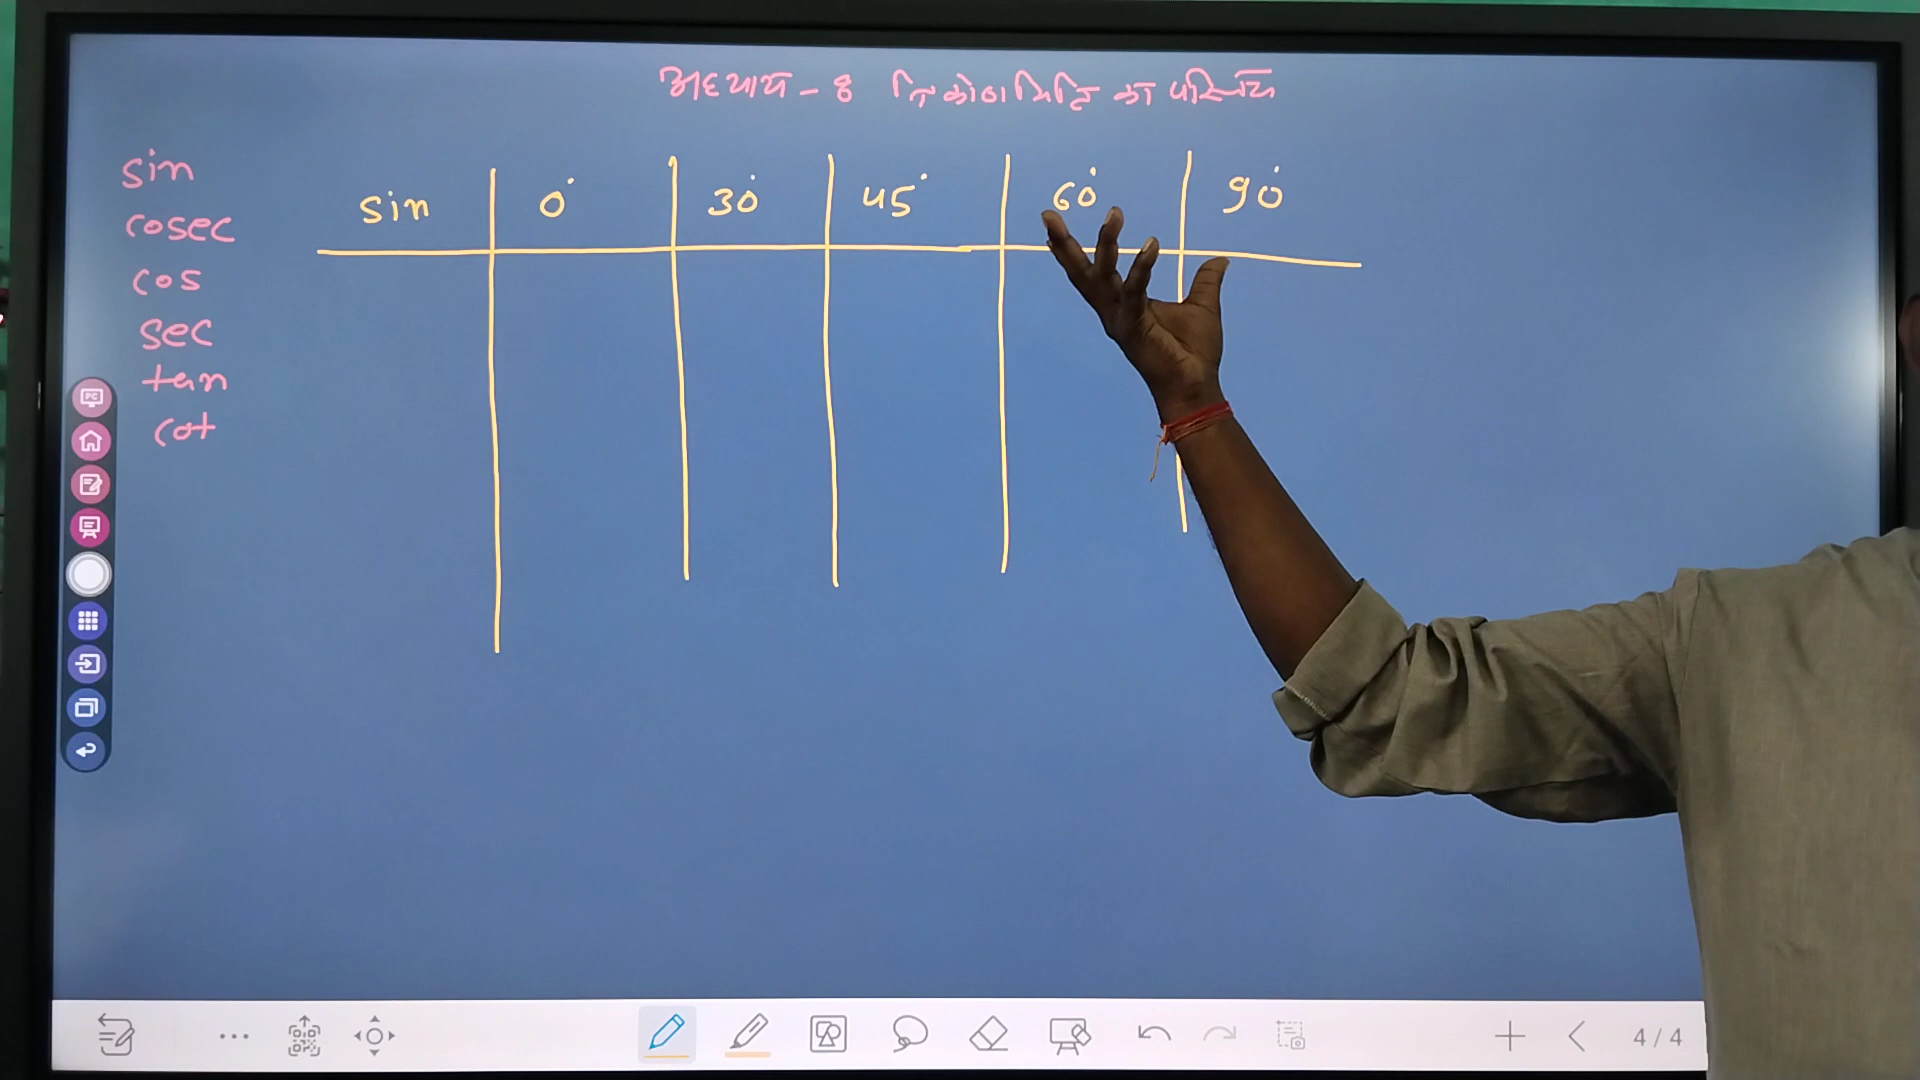 अध्याय - 8 त्रिकोणमिति का परिचय
sin
cosec
cos
sec
tan
cot
sin 0° 30° 45° 60° 90°
PC
4 / 4